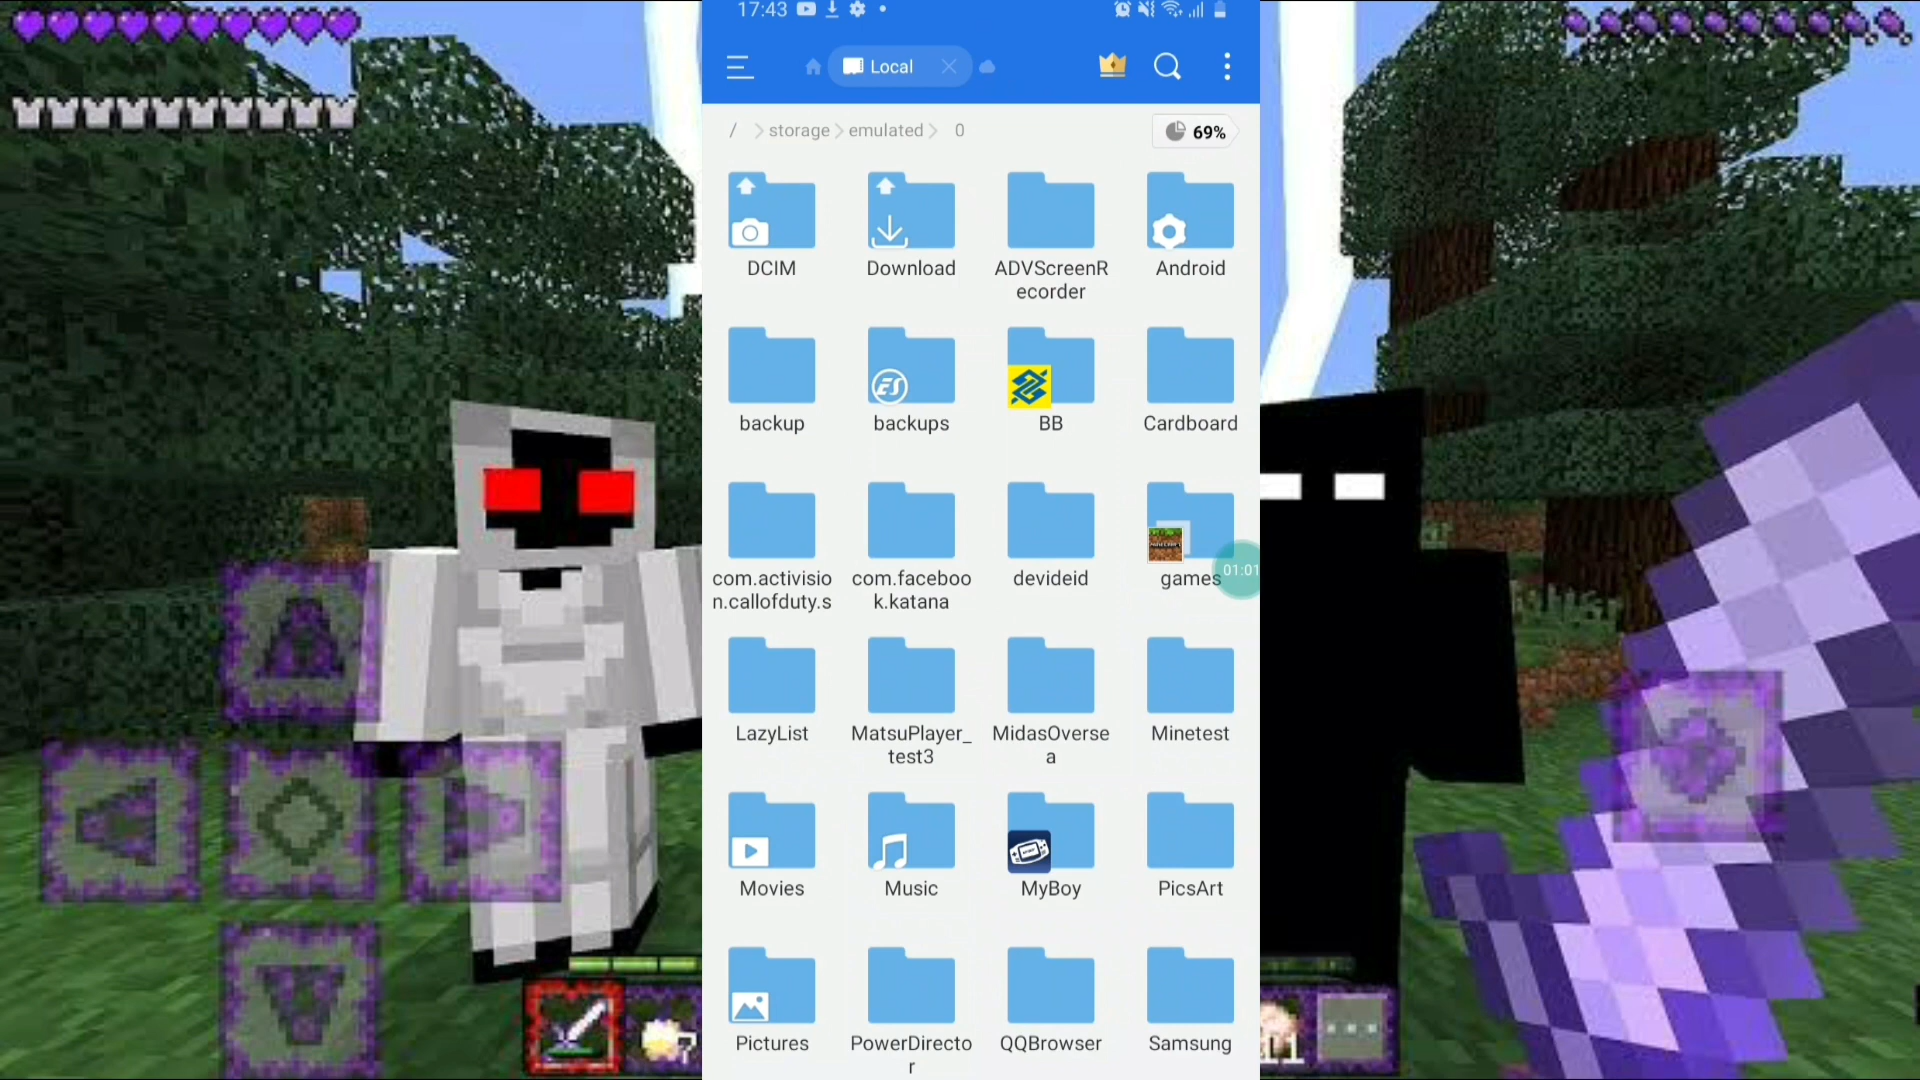 17:43
Local
/ storage emulated 0
69%
DCIM
Download
ADVScreenR
ecorder
Android
backup
backups
BB
Cardboard
com.activisio
n.callofduty.s
com.faceboo
k.katana
devideid
games
01:01
LazyList
MatsuPlayer_
test3
MidasOverse
a
Minetest
Movies
Music
MyBoy
PicsArt
Pictures
PowerDirecto
r
QQBrowser
Samsung
7
11